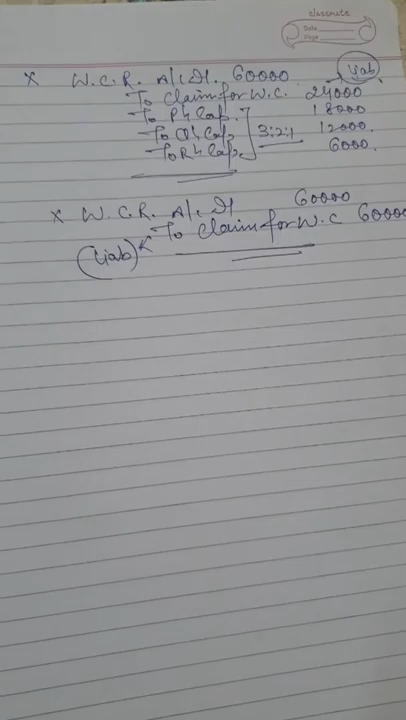 classmate
Date
Page
x W.C.R. A/c Dr. 60000 (Liab)
To Claim for W.C. 24000
To P's Cap. 18000
To Q's Cap. 3:2:1 12000.
To R's Cap. 6000.
x W.C.R. A/c Dr 60000
To Claim for W.C 60000
(Liab)